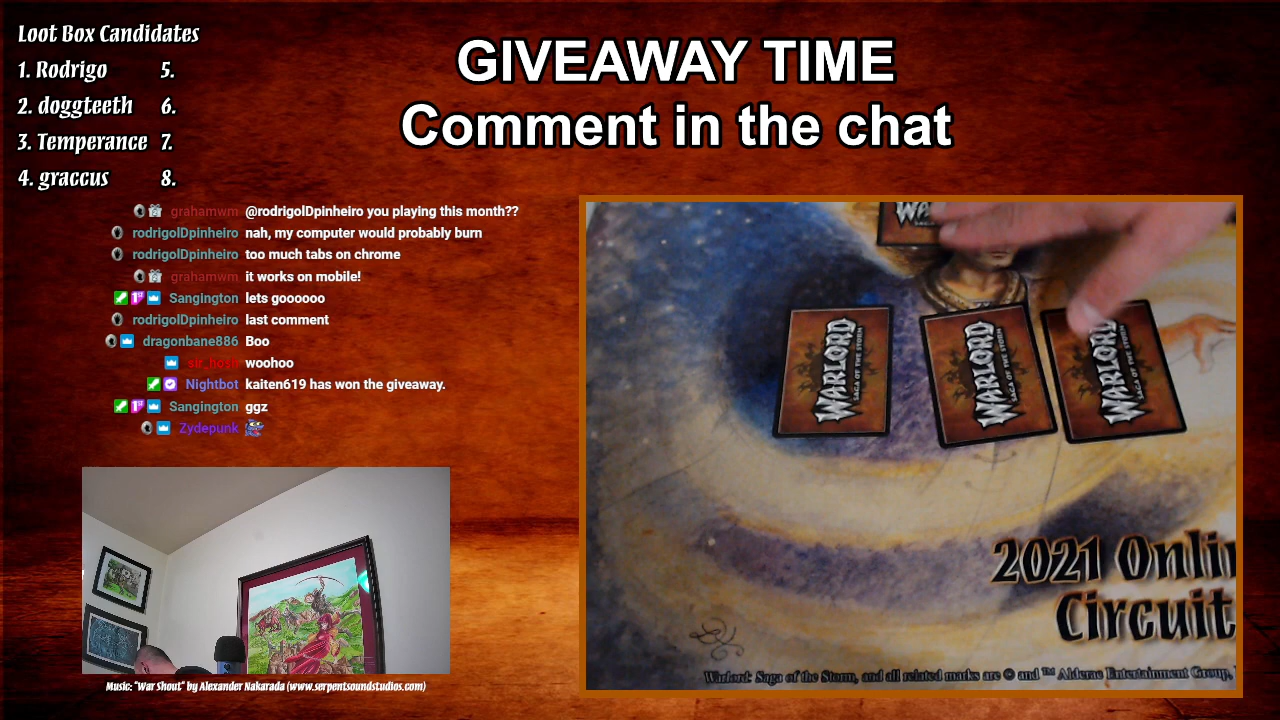 Loot Box Candidates
1. Rodrigo 5.
2. doggteeth 6.
3. Temperance 7.
4. graccus 8.
GIVEAWAY TIME
Comment in the chat
grahamwm @rodrigolDpinheiro you playing this month??
rodrigolDpinheiro nah, my computer would probably burn
rodrigolDpinheiro too much tabs on chrome
grahamwm it works on mobile!
Sangington lets goooooo
rodrigolDpinheiro last comment
dragonbane886 Boo
sir_hosir woohoo
Nightbot kaiten619 has won the giveaway.
Sangington ggz
Zydepunk
WARLORD
SAGA OF THE STORM
WARLORD
SAGA OF THE STORM
WARLORD
SAGA OF THE STORM
2021 Onlin
Circuit
Warlord: Saga of the Storm, and all related marks are © and ™ Alderac Entertainment Group,
Music: "War Shout" by Alexander Nakarada (www.serpentsoundstudios.com)